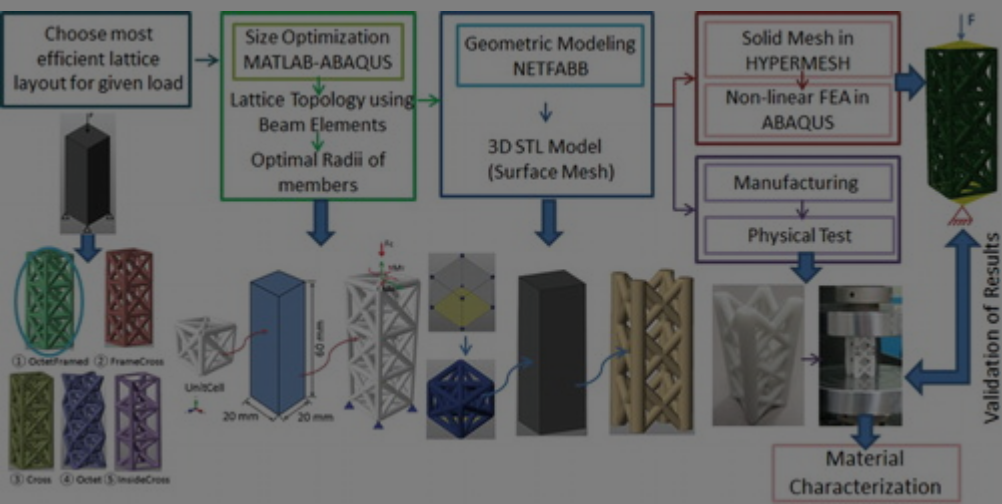 Choose most
efficient lattice
layout for given load
Size Optimization
MATLAB-ABAQUS
Lattice Topology using
Beam Elements
Optimal Radii of
members
Geometric Modeling
NETFABB
3D STL Model
(Surface Mesh)
Solid Mesh in
HYPERMESH
Non-linear FEA in
ABAQUS
Manufacturing
Physical Test
F
Validation of Results
① OctetFramed
② FrameCross
③ Cross
④ Octet
⑤ InsideCross
UnitCell
60 mm
20 mm
20 mm
Material
Characterization